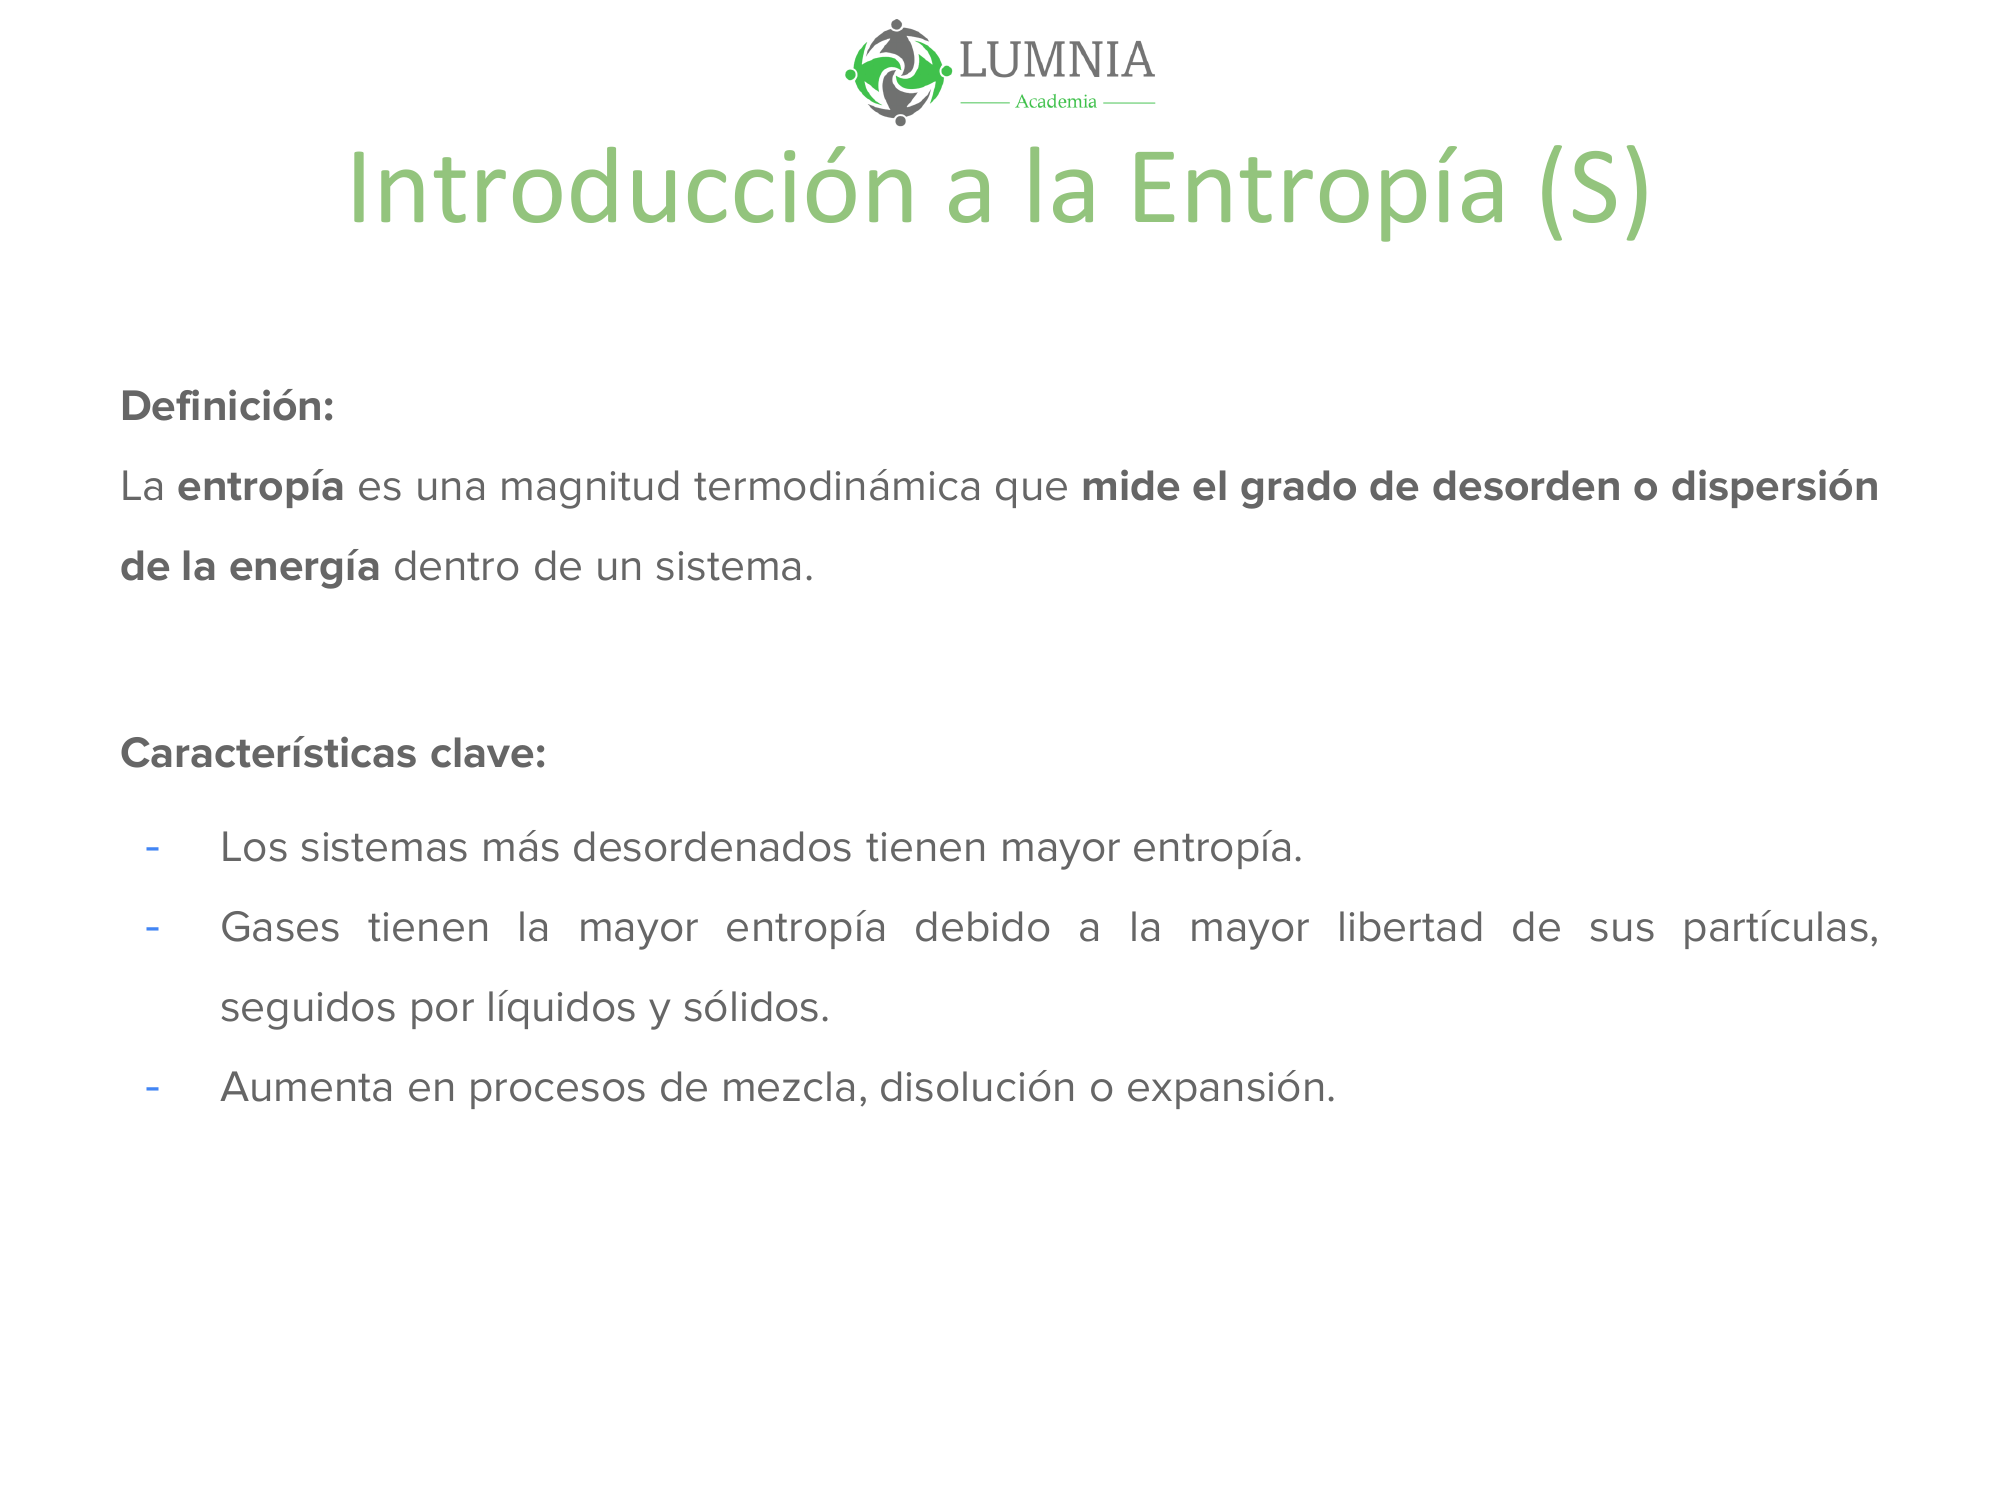 LUMNIA
Academia
Introducción a la Entropía (S)
Definición:
La entropía es una magnitud termodinámica que mide el grado de desorden o dispersión
de la energía dentro de un sistema.
Características clave:
- Los sistemas más desordenados tienen mayor entropía.
- Gases tienen la mayor entropía debido a la mayor libertad de sus partículas,
seguidos por líquidos y sólidos.
- Aumenta en procesos de mezcla, disolución o expansión.